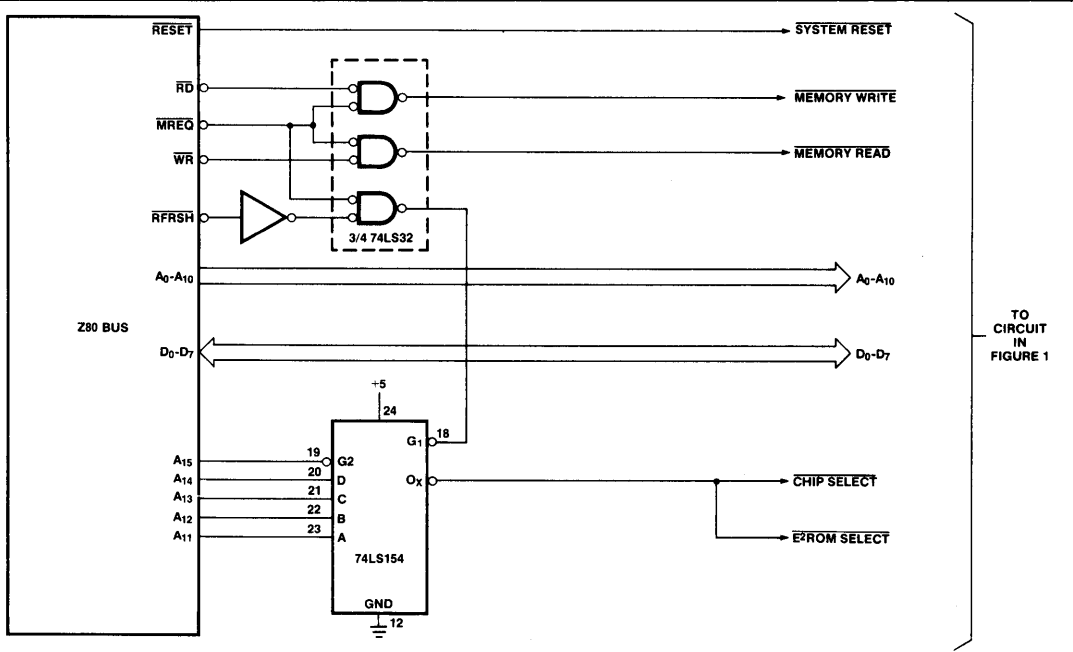 RESET
SYSTEM RESET
RD
MEMORY WRITE
MREQ
MEMORY READ
WR
RFRSH
3/4 74LS32
A0-A10
A0-A10
Z80 BUS
D0-D7
D0-D7
TO
CIRCUIT
IN
FIGURE 1
+5
24
G1
18
A15
19
G2
A14
20
D
OX
CHIP SELECT
A13
21
C
A12
22
B
A11
23
A
E2ROM SELECT
74LS154
GND
12